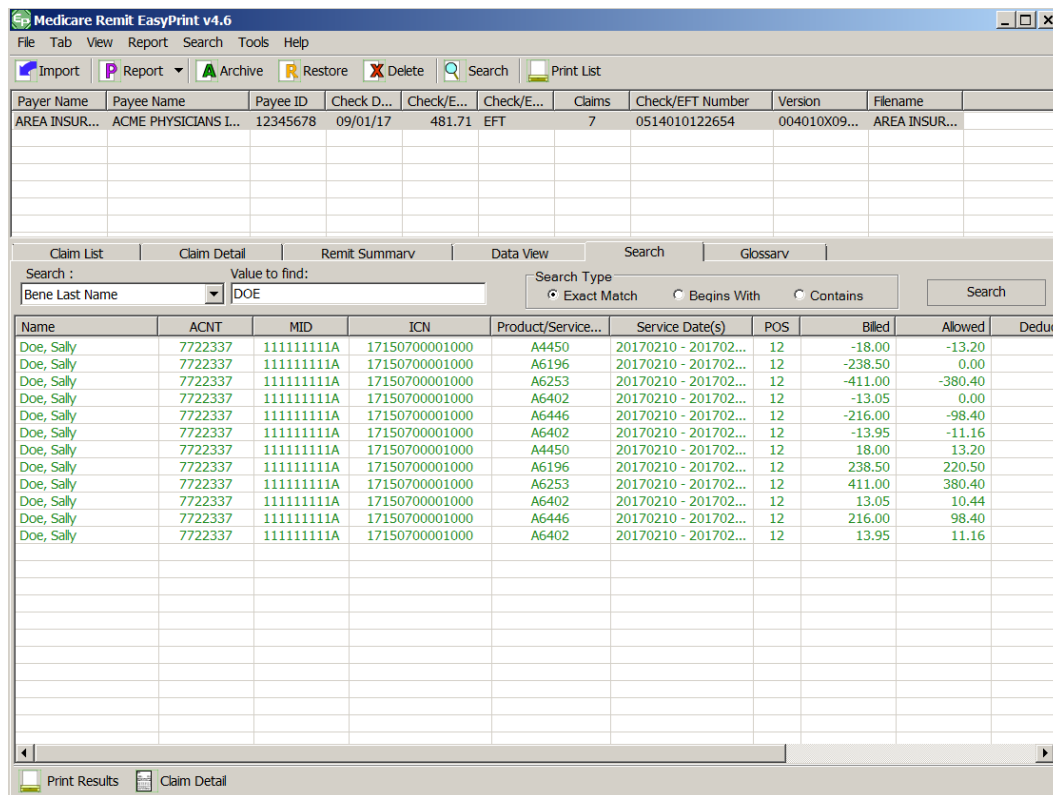 Medicare Remit EasyPrint v4.6
File Tab View Report Search Tools Help
Import P Report A Archive R Restore X Delete Search Print List
Payer Name Payee Name Payee ID Check D... Check/E... Check/E... Claims Check/EFT Number Version Filename
AREA INSUR... ACME PHYSICIANS I... 12345678 09/01/17 481.71 EFT 7 0514010122654 004010X09... AREA INSUR...
Claim List Claim Detail Remit Summary Data View Search Glossary
Search : Value to find: Search Type
Bene Last Name DOE Exact Match Begins With Contains Search
Name ACNT MID ICN Product/Service... Service Date(s) POS Billed Allowed Deduc
Doe, Sally 7722337 111111111A 17150700001000 A4450 20170210 - 201702... 12 -18.00 -13.20
Doe, Sally 7722337 111111111A 17150700001000 A6196 20170210 - 201702... 12 -238.50 0.00
Doe, Sally 7722337 111111111A 17150700001000 A6253 20170210 - 201702... 12 -411.00 -380.40
Doe, Sally 7722337 111111111A 17150700001000 A6402 20170210 - 201702... 12 -13.05 0.00
Doe, Sally 7722337 111111111A 17150700001000 A6446 20170210 - 201702... 12 -216.00 -98.40
Doe, Sally 7722337 111111111A 17150700001000 A6402 20170210 - 201702... 12 -13.95 -11.16
Doe, Sally 7722337 111111111A 17150700001000 A4450 20170210 - 201702... 12 18.00 13.20
Doe, Sally 7722337 111111111A 17150700001000 A6196 20170210 - 201702... 12 238.50 220.50
Doe, Sally 7722337 111111111A 17150700001000 A6253 20170210 - 201702... 12 411.00 380.40
Doe, Sally 7722337 111111111A 17150700001000 A6402 20170210 - 201702... 12 13.05 10.44
Doe, Sally 7722337 111111111A 17150700001000 A6446 20170210 - 201702... 12 216.00 98.40
Doe, Sally 7722337 111111111A 17150700001000 A6402 20170210 - 201702... 12 13.95 11.16
Print Results Claim Detail